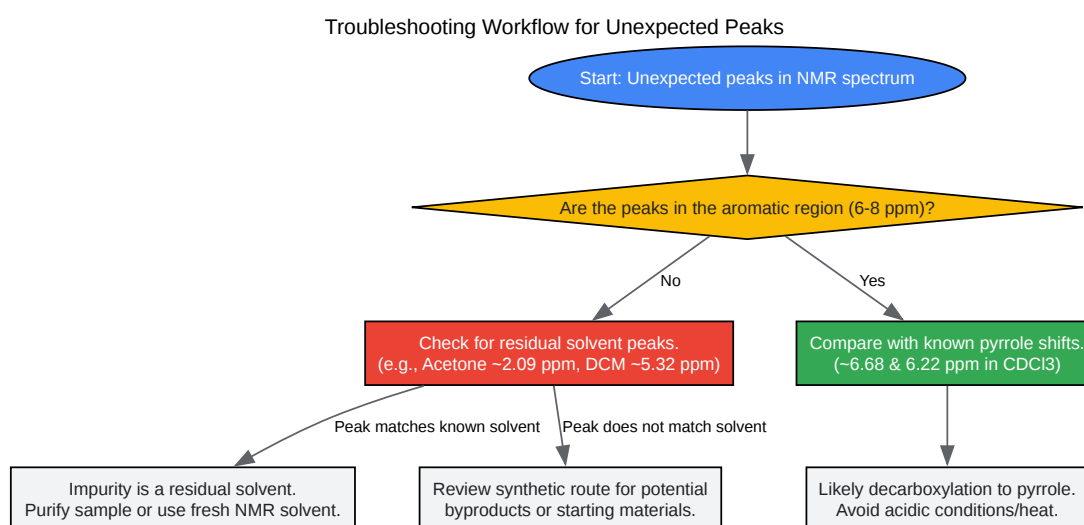 Troubleshooting Workflow for Unexpected Peaks
Start: Unexpected peaks in NMR spectrum
Are the peaks in the aromatic region (6-8 ppm)?
No
Yes
Check for residual solvent peaks.
(e.g., Acetone ~2.09 ppm, DCM ~5.32 ppm)
Compare with known pyrrole shifts.
(~6.68 & 6.22 ppm in CDCl3)
Peak matches known solvent
Peak does not match solvent
Impurity is a residual solvent.
Purify sample or use fresh NMR solvent.
Review synthetic route for potential
byproducts or starting materials.
Likely decarboxylation to pyrrole.
Avoid acidic conditions/heat.